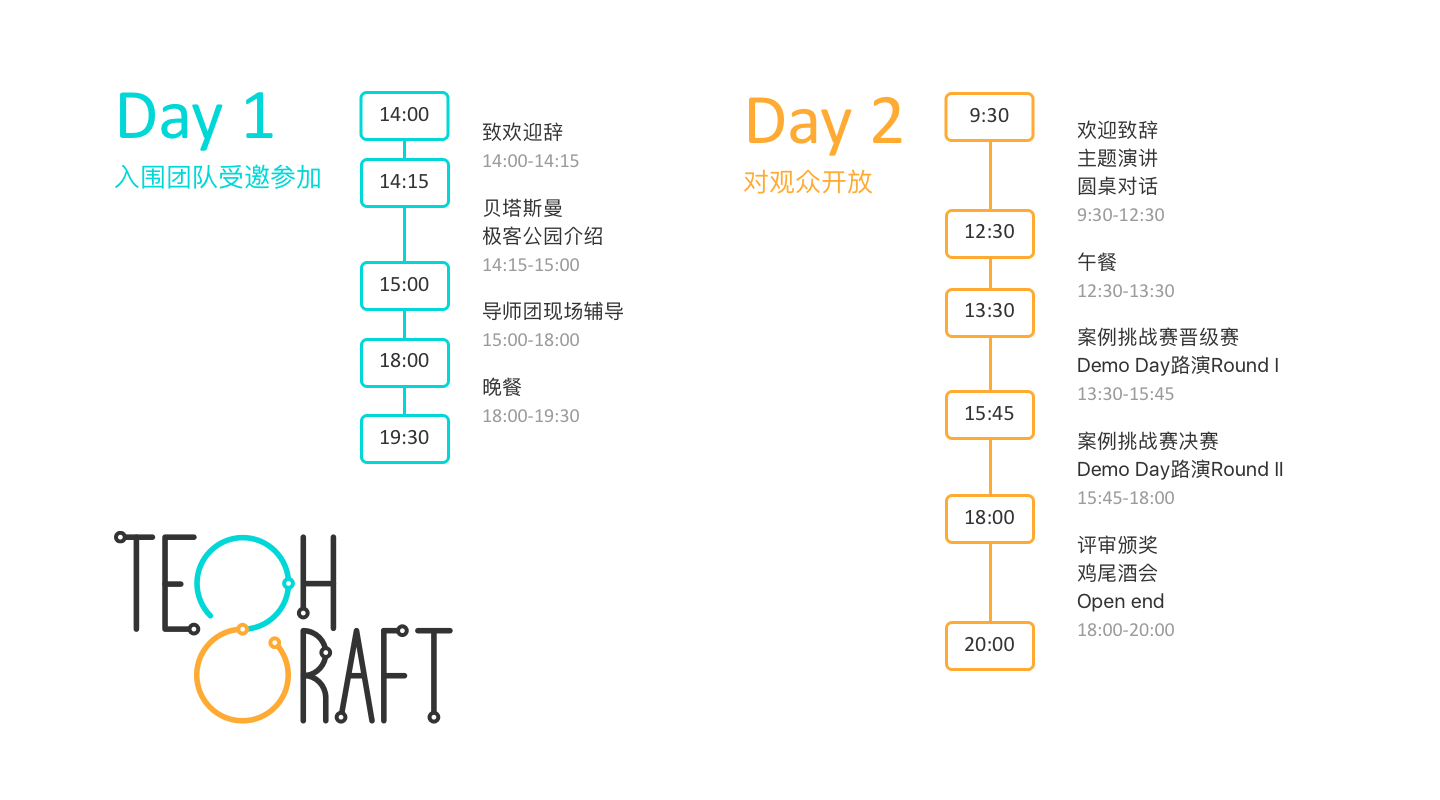 Day 1
入围团队受邀参加
14:00
14:15
15:00
18:00
19:30
致欢迎辞
14:00-14:15
贝塔斯曼
极客公园介绍
14:15-15:00
导师团现场辅导
15:00-18:00
晚餐
18:00-19:30
TECH
CRAFT
Day 2
对观众开放
9:30
12:30
13:30
15:45
18:00
20:00
欢迎致辞
主题演讲
圆桌对话
9:30-12:30
午餐
12:30-13:30
案例挑战赛晋级赛
Demo Day路演Round I
13:30-15:45
案例挑战赛决赛
Demo Day路演Round II
15:45-18:00
评审颁奖
鸡尾酒会
Open end
18:00-20:00